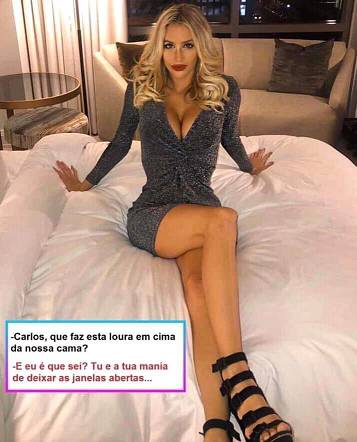 -Carlos, que faz esta loura em cima
da nossa cama?
-E eu é que sei? Tu e a tua mania
de deixar as janelas abertas...